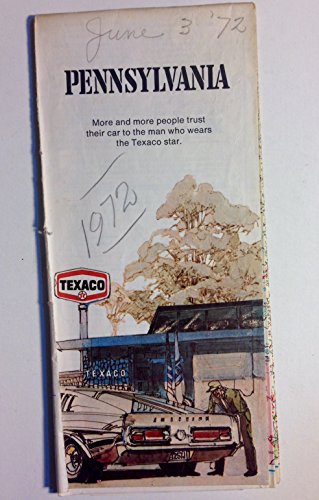 June 3 '72
PENNSYLVANIA
More and more people trust
their car to the man who wears
the Texaco star.
1972
TEXACO
TEXACO